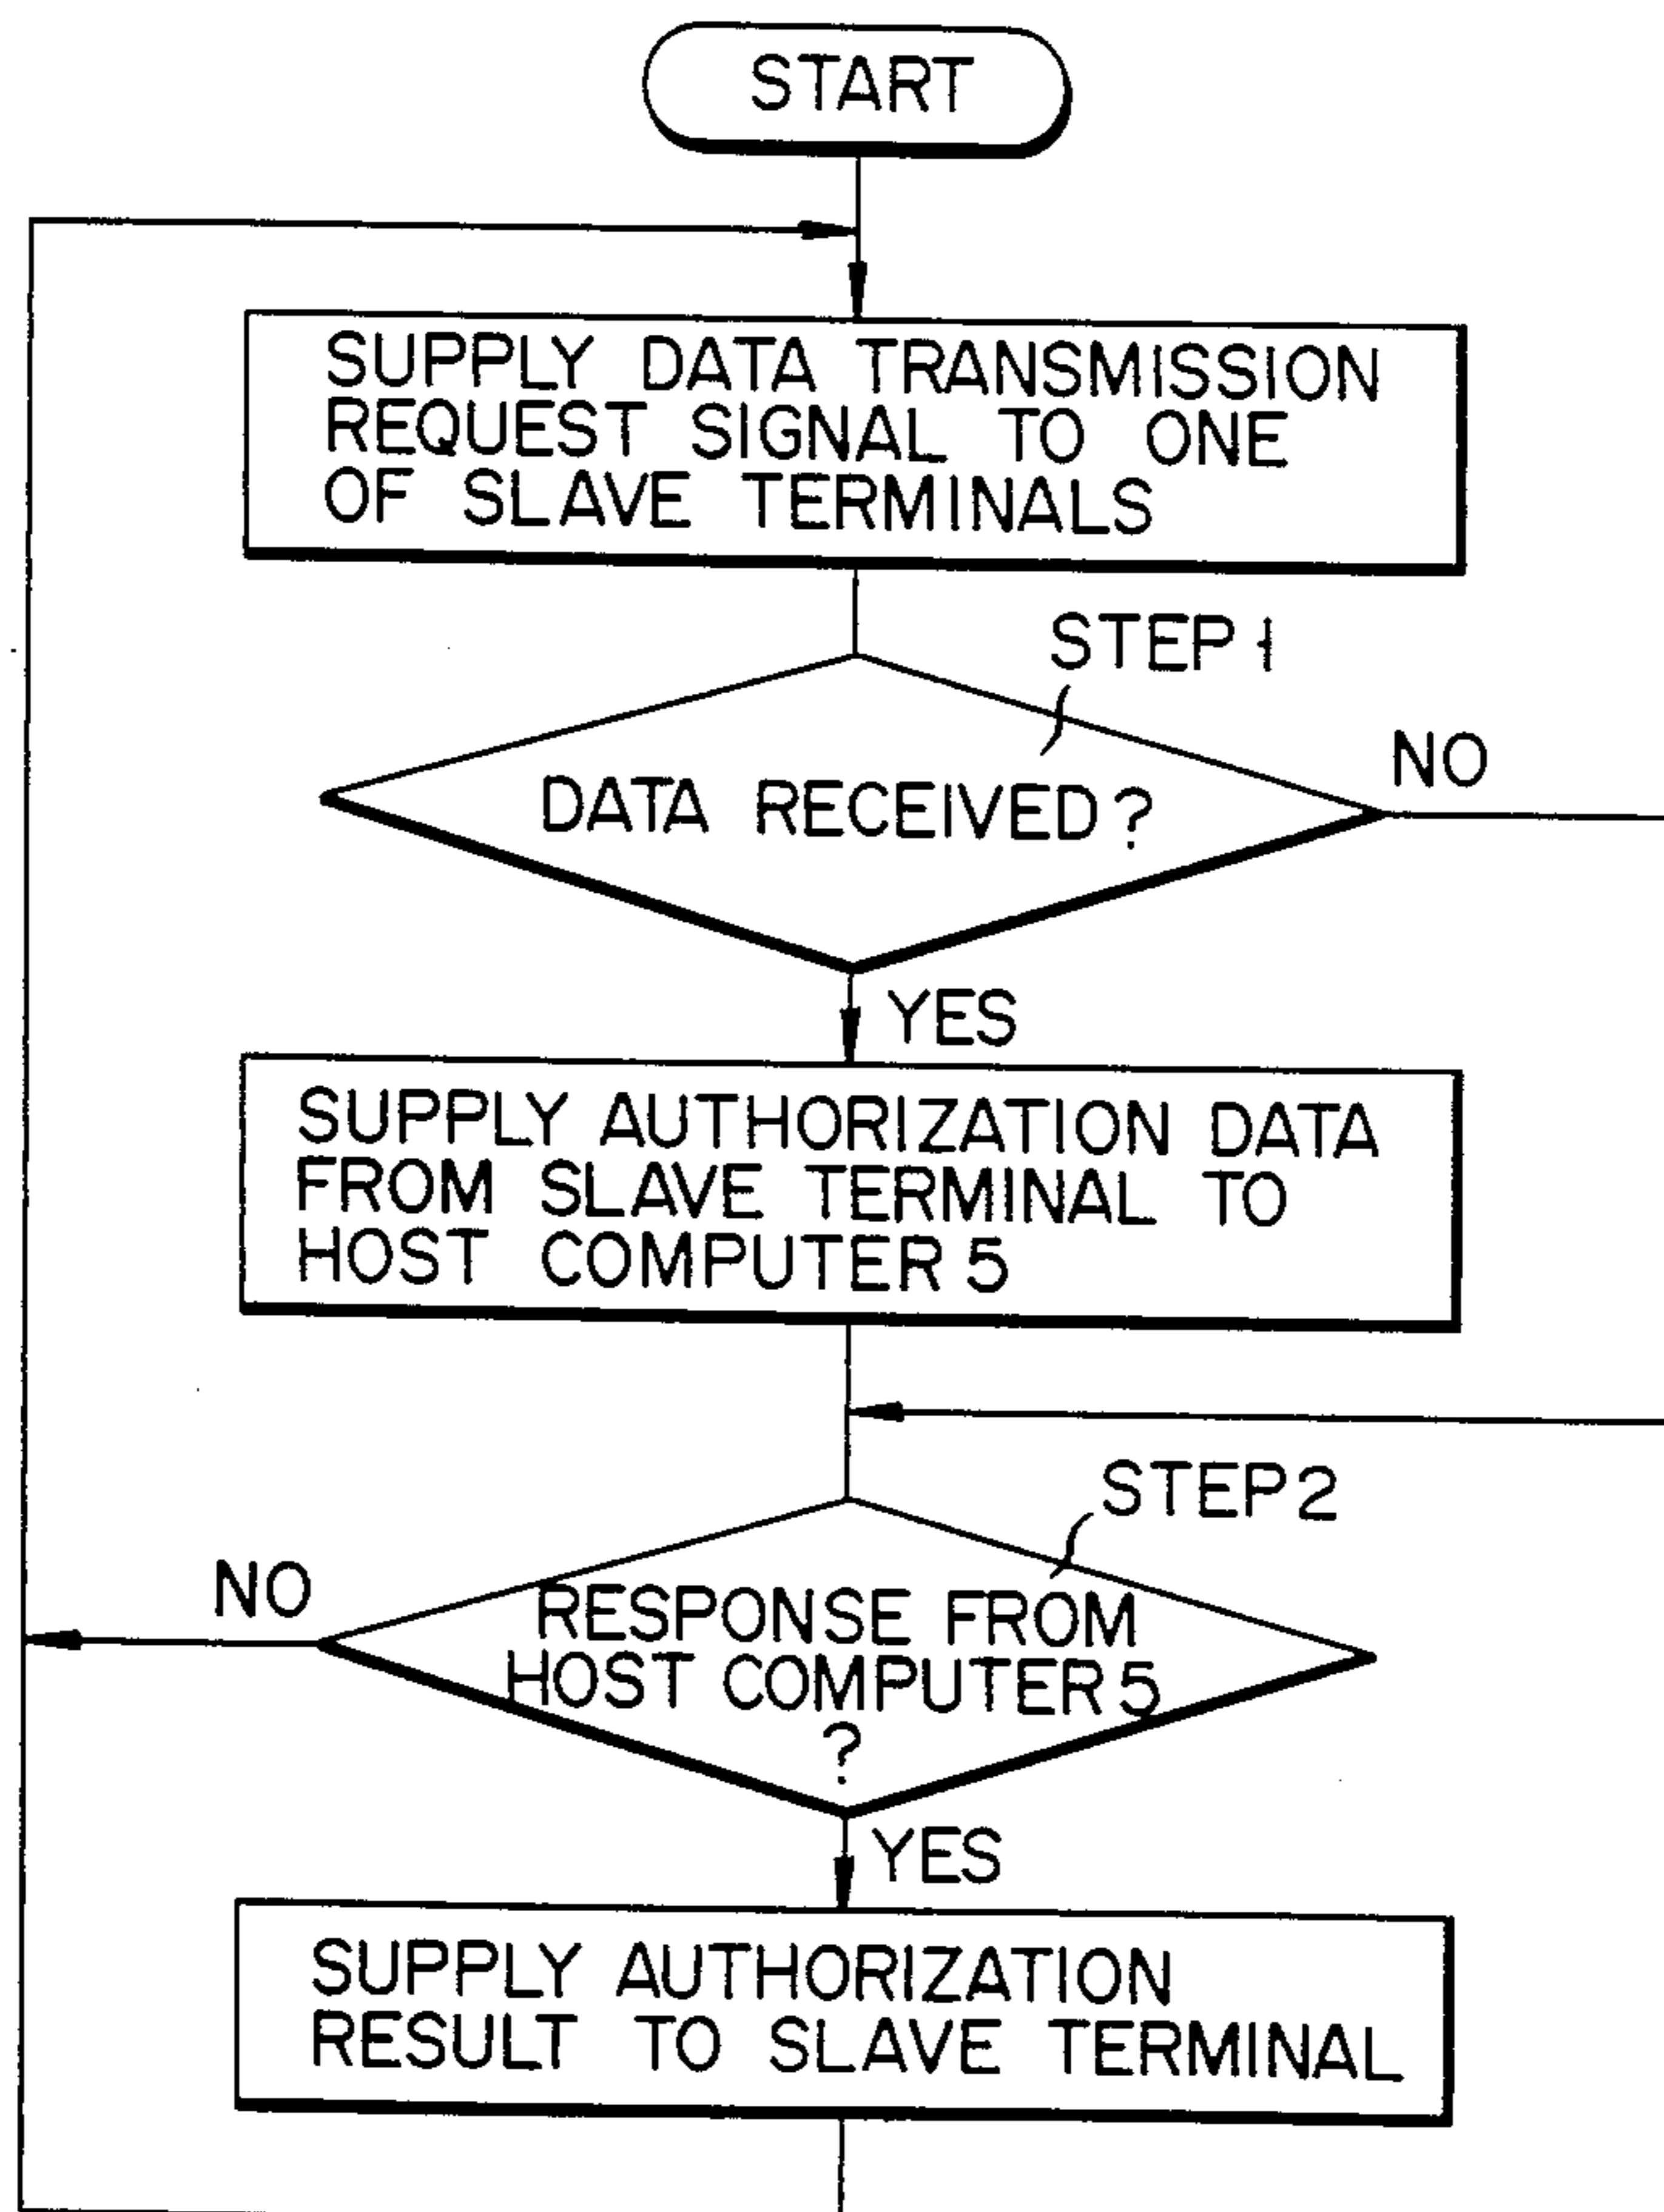 START
SUPPLY DATA TRANSMISSION
REQUEST SIGNAL TO ONE
OF SLAVE TERMINALS
STEP 1
DATA RECEIVED?
NO
YES
SUPPLY AUTHORIZATION DATA
FROM SLAVE TERMINAL TO
HOST COMPUTER 5
STEP 2
NO
RESPONSE FROM
HOST COMPUTER 5
?
YES
SUPPLY AUTHORIZATION
RESULT TO SLAVE TERMINAL